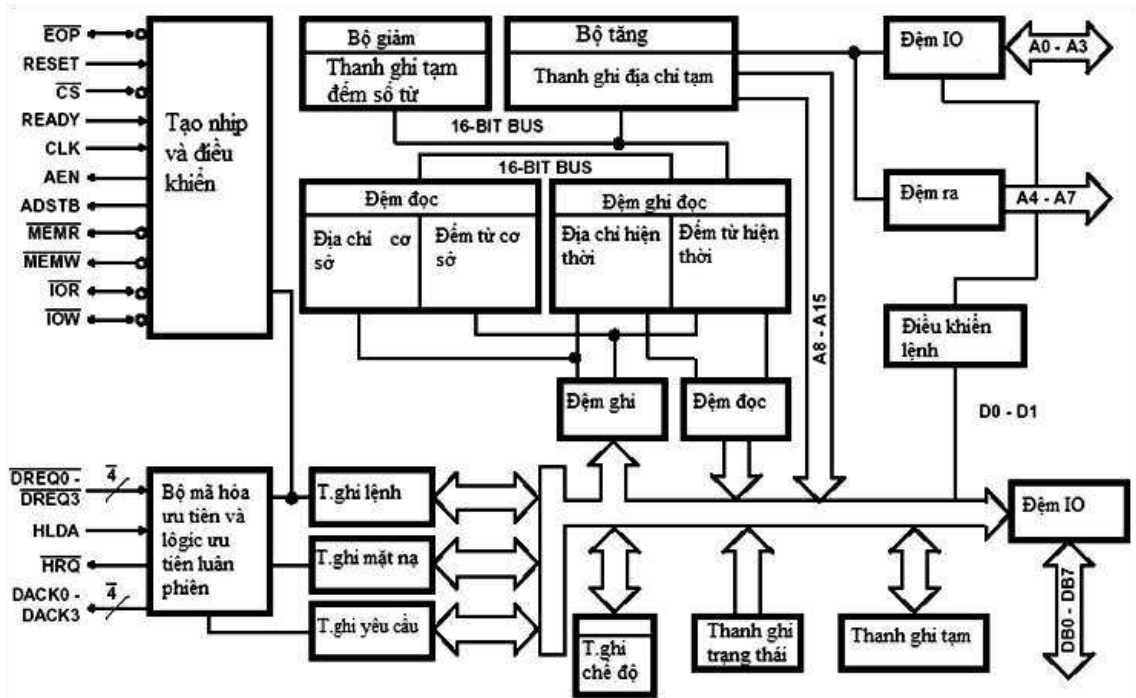 EOP
RESET
CS
READY
CLK
AEN
ADSTB
MEMR
MEMW
IOR
IOW
Tạo nhịp
và điều
khiển
Bộ giảm
Thanh ghi tạm
đếm số từ
Bộ tăng
Thanh ghi địa chỉ tạm
16-BIT BUS
16-BIT BUS
Đệm đọc
Địa chỉ cơ
sở
Đếm từ cơ
sở
Đệm ghi đọc
Địa chỉ hiện
thời
Đếm từ hiện
thời
Đệm IO
A0 - A3
Đệm ra
A4 - A7
A8 - A15
Điều khiển
lệnh
D0 - D1
Đệm ghi
Đệm đọc
DREQ0 -
DREQ3
4
HLDA
HRQ
DACK0 -
DACK3
4
Bộ mã hóa
ưu tiên và
lôgic ưu
tiên luân
phiên
T.ghi lệnh
T.ghi mặt nạ
T.ghi yêu cầu
T.ghi
chế độ
Thanh ghi
trạng thái
Thanh ghi tạm
Đệm IO
DB0 - DB7